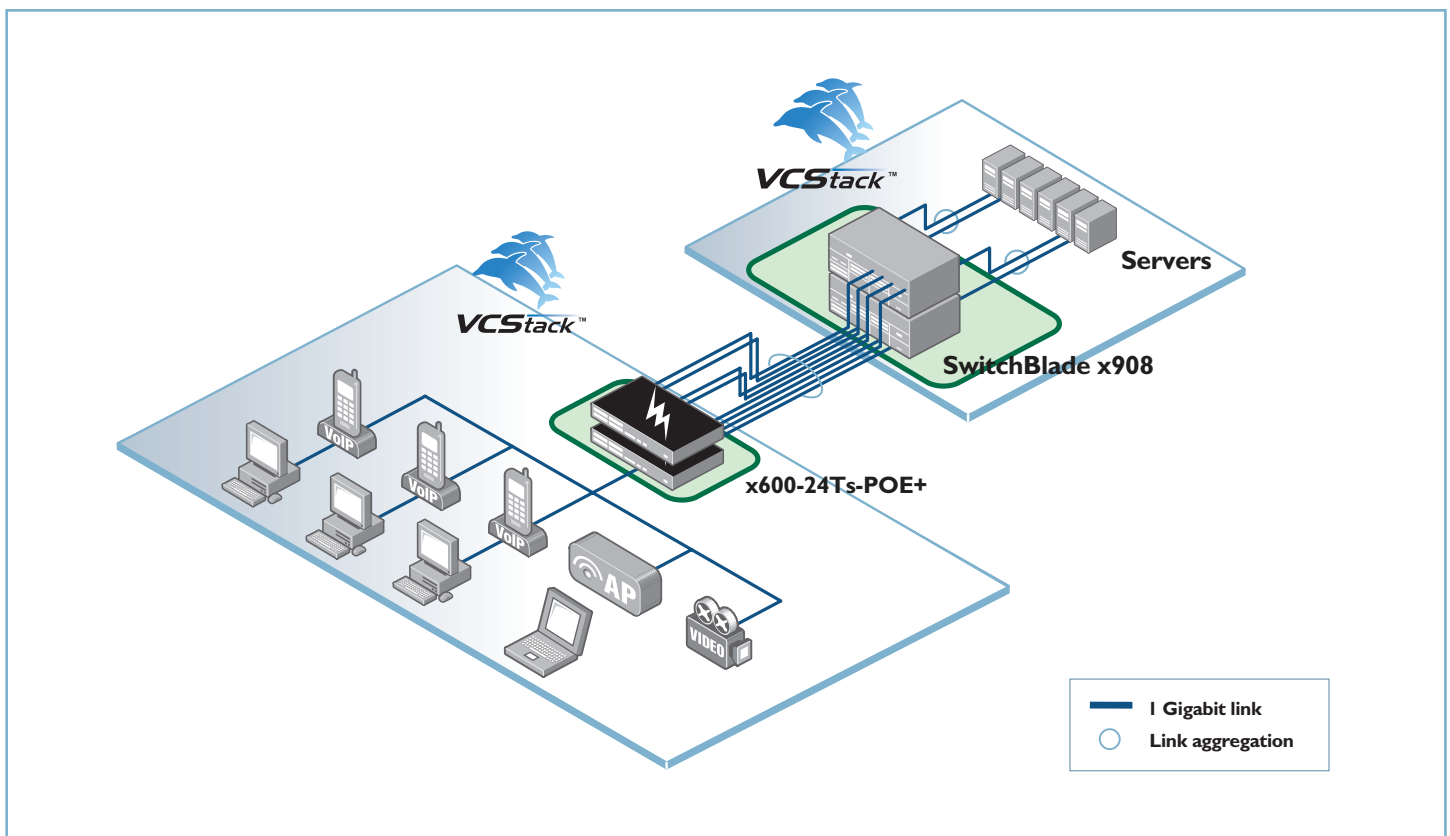 VCStack™
Servers
SwitchBlade x908
VCStack™
x600-24Ts-POE+
VoIP
VoIP
VoIP
AP
VIDEO
1 Gigabit link
Link aggregation